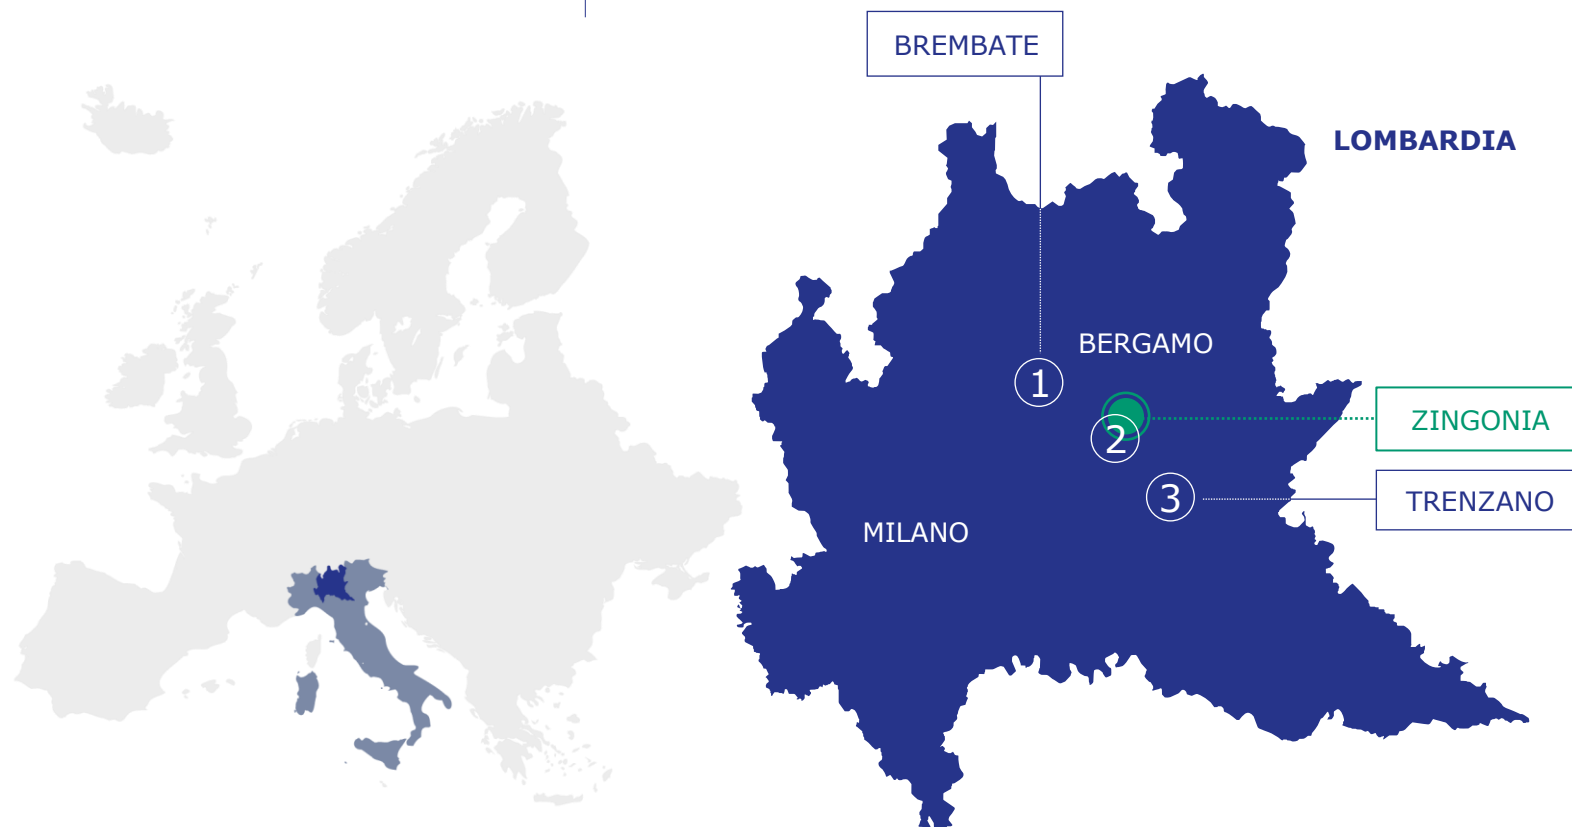 BREMBATE
LOMBARDIA
BERGAMO
1
ZINGONIA
2
TRENZANO
3
MILANO